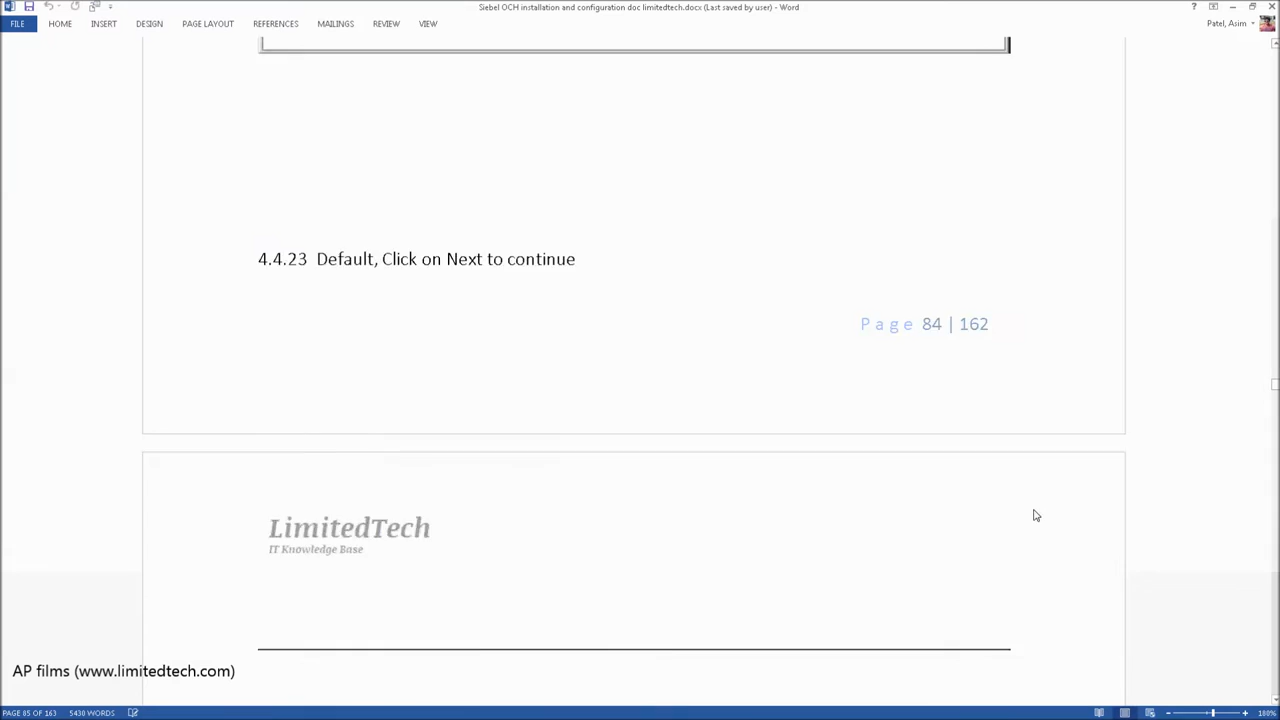 Siebel OCH installation and configuration doc limitedtech.docx (Last saved by user) - Word
FILE HOME INSERT DESIGN PAGE LAYOUT REFERENCES MAILINGS REVIEW VIEW Patel, Asim
4.4.23 Default, Click on Next to continue
Page 84 | 162
LimitedTech
IT Knowledge Base
AP films (www.limitedtech.com)
PAGE 85 OF 163 5430 WORDS 180%